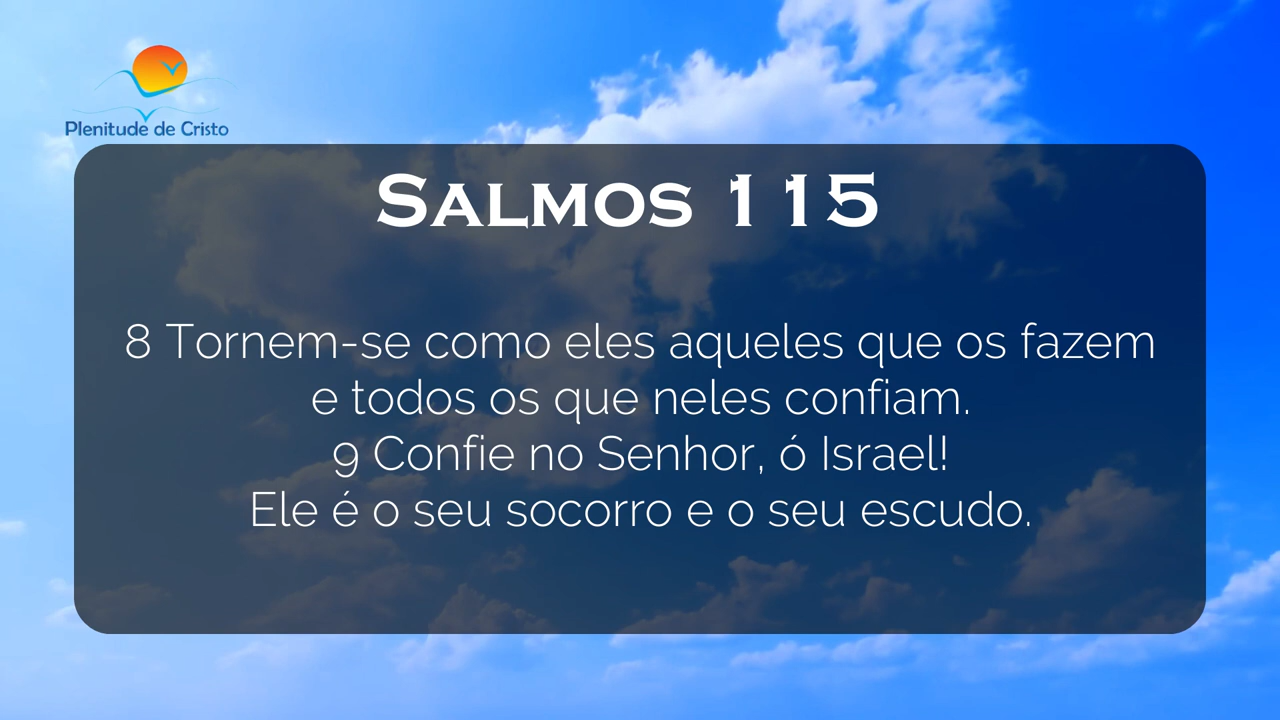 Plenitude de Cristo
Salmos 115
8 Tornem-se como eles aqueles que os fazem
e todos os que neles confiam.
9 Confie no Senhor, ó Israel!
Ele é o seu socorro e o seu escudo.